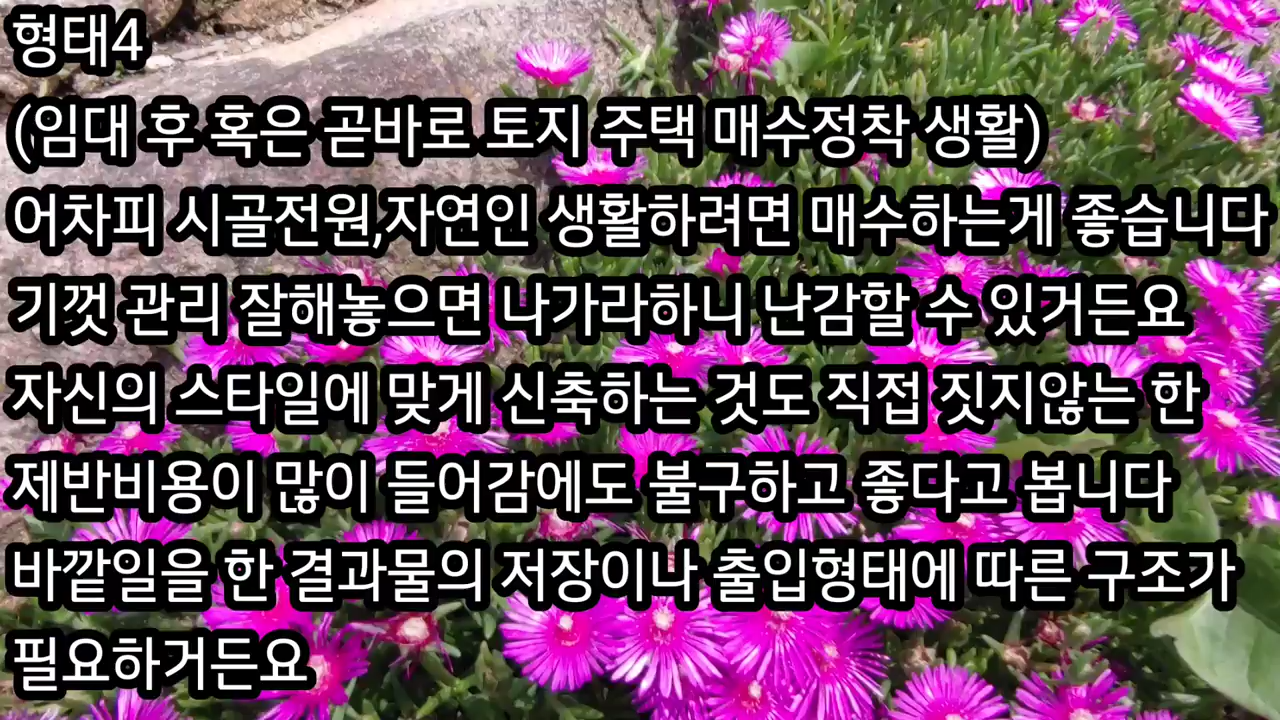 형태4
(임대 후 혹은 곧바로 토지 주택 매수정착 생활)
어차피 시골전원,자연인 생활하려면 매수하는게 좋습니다
기껏 관리 잘해놓으면 나가라하니 난감할 수 있거든요
자신의 스타일에 맞게 신축하는 것도 직접 짓지않는 한
제반비용이 많이 들어감에도 불구하고 좋다고 봅니다
바깥일을 한 결과물의 저장이나 출입형태에 따른 구조가
필요하거든요